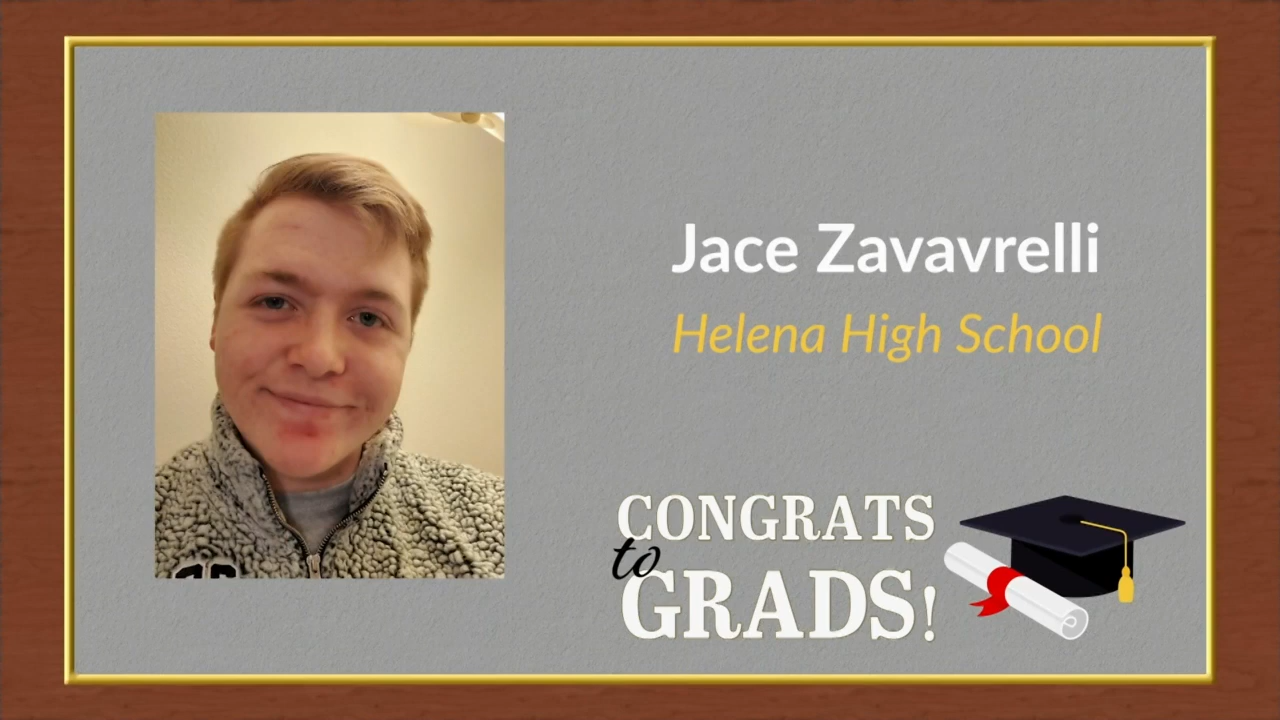 Jace Zavavrelli
Helena High School
CONGRATS
to
GRADS!